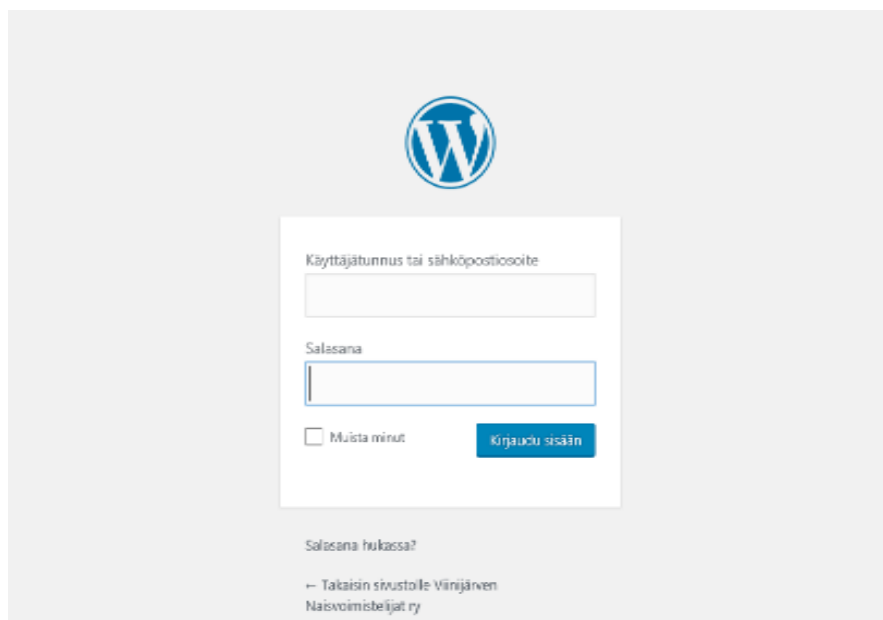 Käyttäjätunnus tai sähköpostiosoite
Salasana
Muista minut
Kirjaudu sisään
Salasana hukassa?
← Takaisin sivustolle Viinijärven
Naisvoimistelijat ry